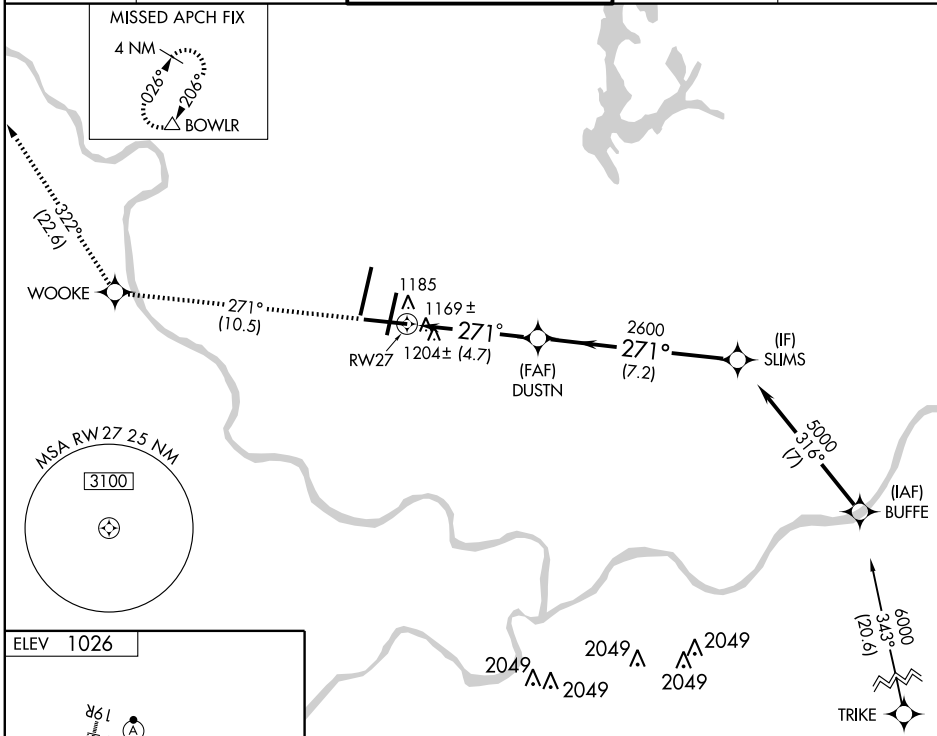 MISSED APCH FIX
4 NM
026°
206°
BOWLR
322°
(22.6)
WOOKE
271°
(10.5)
1185
1169 ±
RW27
1204± (4.7)
271°
(FAF)
DUSTN
2600
271°
(7.2)
(IF)
SLIMS
5000
316°
(7)
(IAF)
BUFFE
MSA RW 27 25 NM
3100
6000
343°
(20.6)
TRIKE
2049
2049
2049
2049
2049
ELEV 1026
19R
A